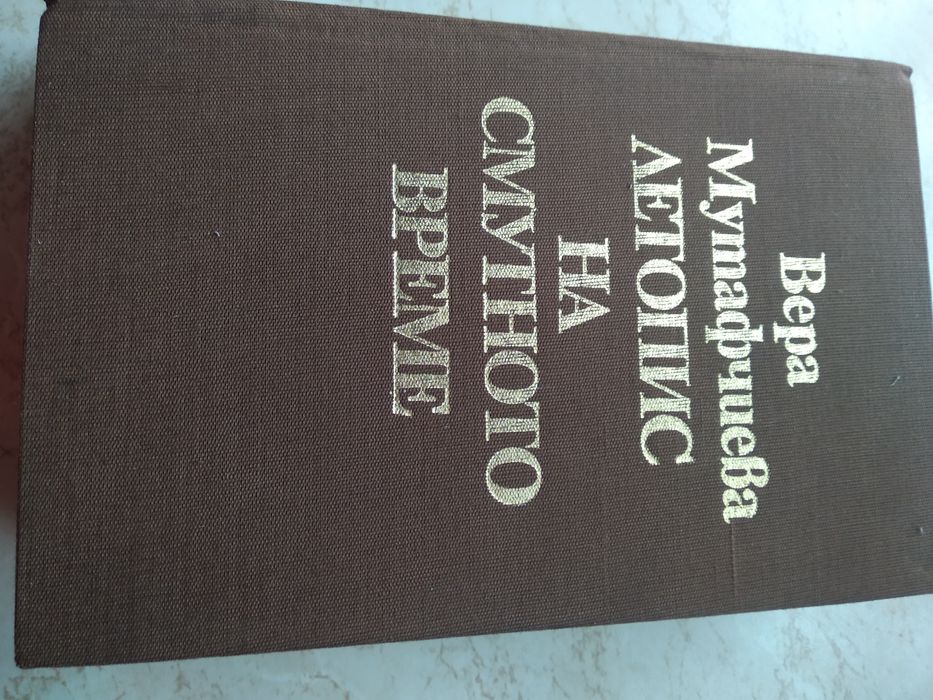 Вера
Мутафчиева
ЛЕТОПИС
НА
СМУТНОТО
ВРЕМЕ